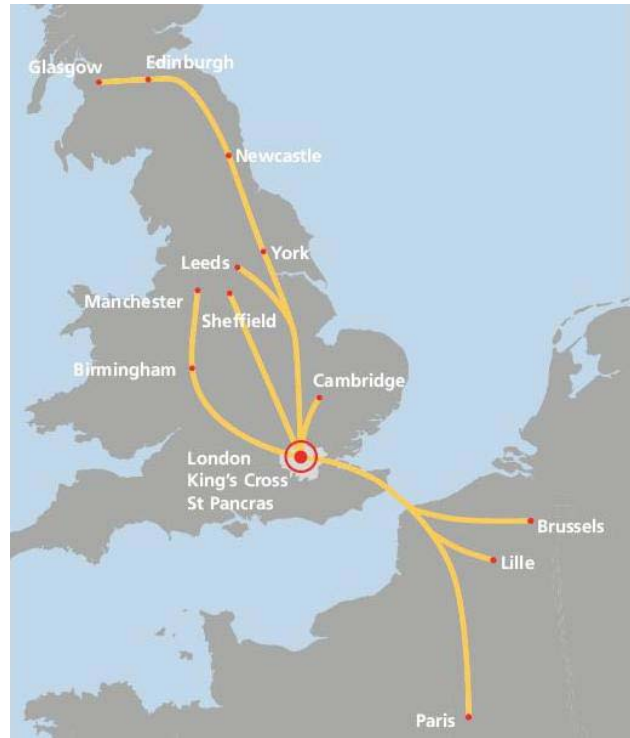 Glasgow
Edinburgh
Newcastle
York
Leeds
Manchester
Sheffield
Birmingham
Cambridge
London
King's Cross
St Pancras
Brussels
Lille
Paris